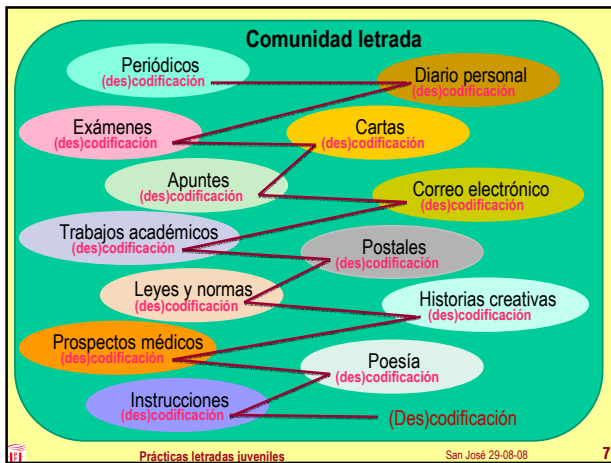 Comunidad letrada
Periódicos
(des)codificación
Diario personal
(des)codificación
Exámenes
(des)codificación
Cartas
(des)codificación
Apuntes
(des)codificación
Correo electrónico
(des)codificación
Trabajos académicos
(des)codificación
Postales
(des)codificación
Leyes y normas
(des)codificación
Historias creativas
(des)codificación
Prospectos médicos
(des)codificación
Poesía
(des)codificación
Instrucciones
(des)codificación
(Des)codificación
Prácticas letradas juveniles
San José 29-08-08
7